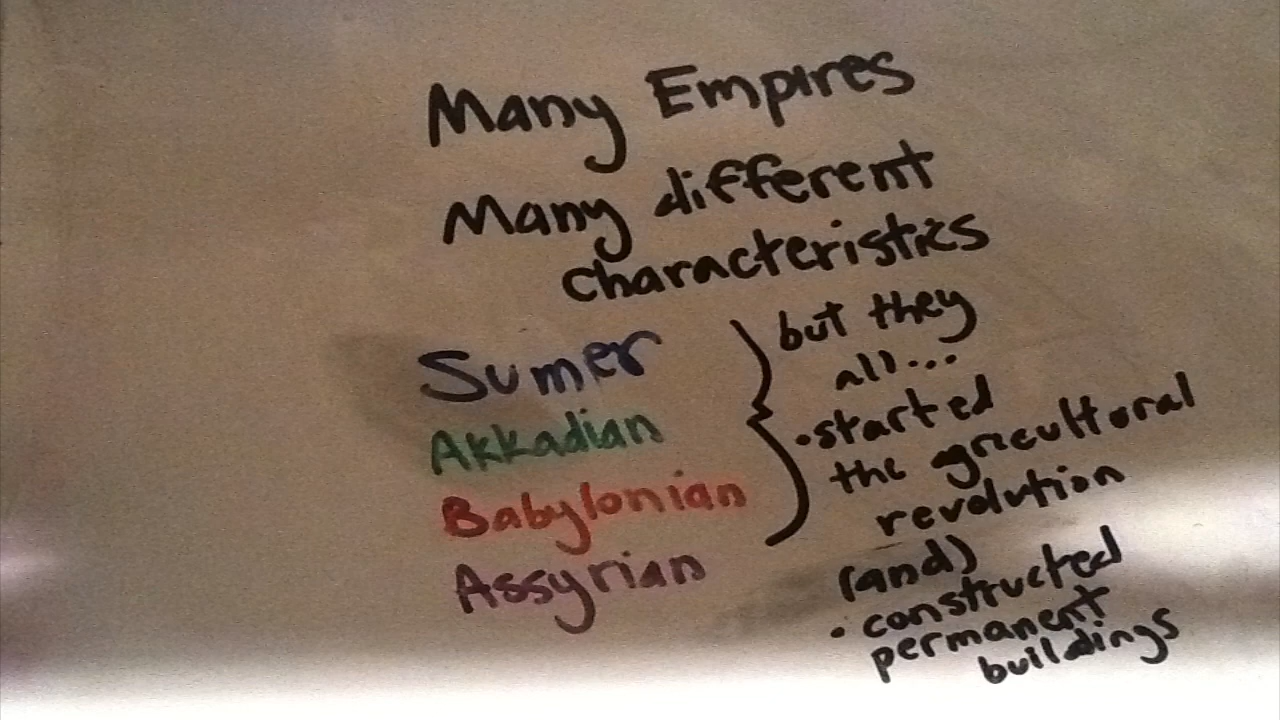 Many Empires
Many different
characteristics
Sumer
Akkadian
Babylonian
Assyrian
but they
all...
•started
the agricultural
revolution
(and)
• constructed
permanent
buildings